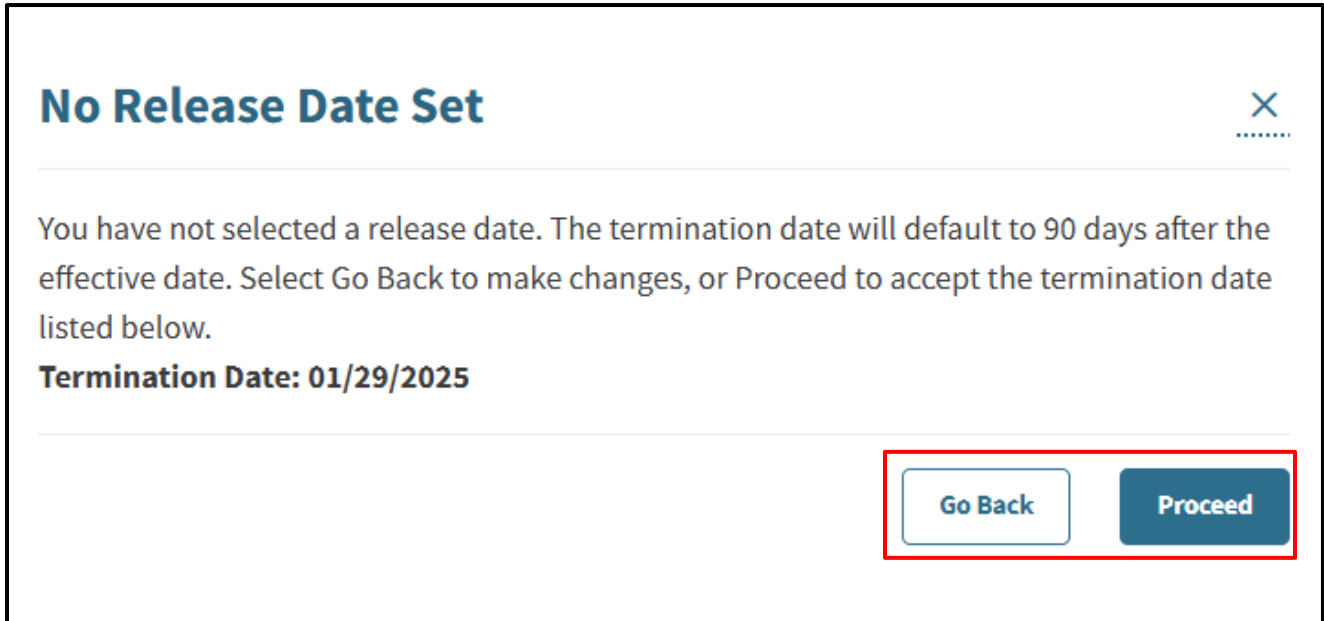 No Release Date Set
You have not selected a release date. The termination date will default to 90 days after the
effective date. Select Go Back to make changes, or Proceed to accept the termination date
listed below.
Termination Date: 01/29/2025
Go Back
Proceed